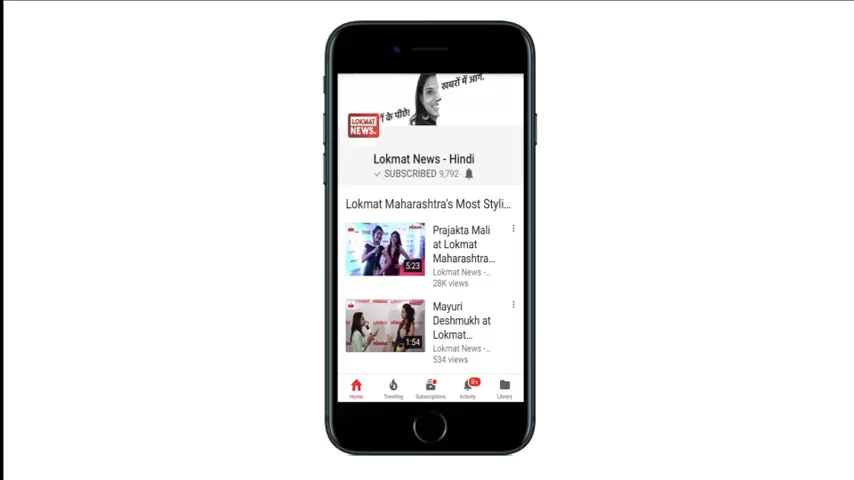 खबरों में आगे.
के पीछे!
LOKMAT
NEWS
Lokmat News - Hindi
SUBSCRIBED 9,792
Lokmat Maharashtra's Most Styli...
Prajakta Mali
at Lokmat
Maharashtra...
Lokmat News -...
28K views
5:23
Mayuri
Deshmukh at
Lokmat...
Lokmat News -...
534 views
1:54
9+
Home
Trending
Subscriptions
Activity
Library